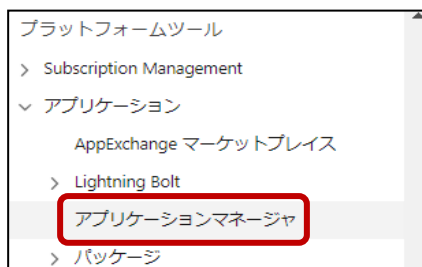 プラットフォームツール
Subscription Management
アプリケーション
AppExchange マーケットプレイス
Lightning Bolt
アプリケーションマネージャ
パッケージ